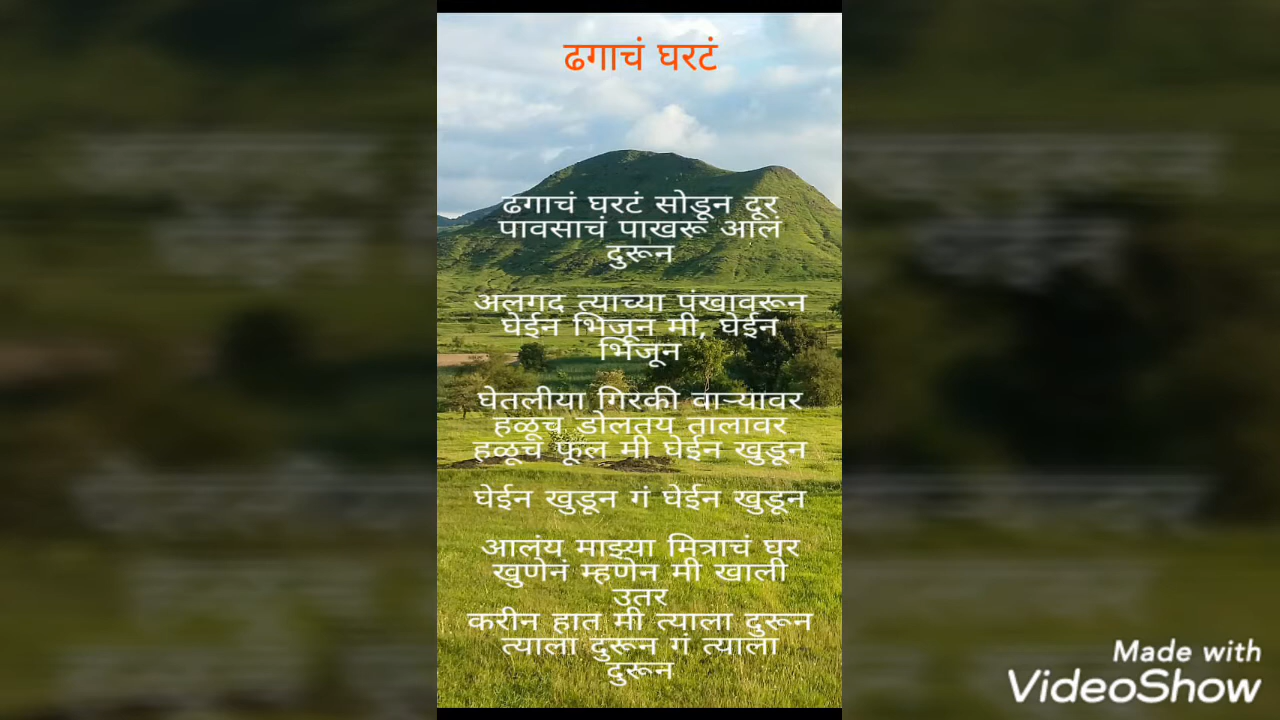 ढगाचं घरटं
ढगाचं घरटं सोडून दूर
पावसाचं पाखरू आलं
दुरून
अलगद त्याच्या पंखावरून
घेईन भिजून मी, घेईन
भिजून
घेतलीया गिरकी वाऱ्यावर
हळूच डोलतय तालावर
हळूच फूल मी घेईन खुडून
घेईन खुडून गं घेईन खुडून
आलंय माझ्या मित्राचं घर
खुणेनं म्हणेन मी खाली
उतर
करीन हात मी त्याला दुरून
त्याला दुरून गं त्याला
दुरून
Made with
VideoShow